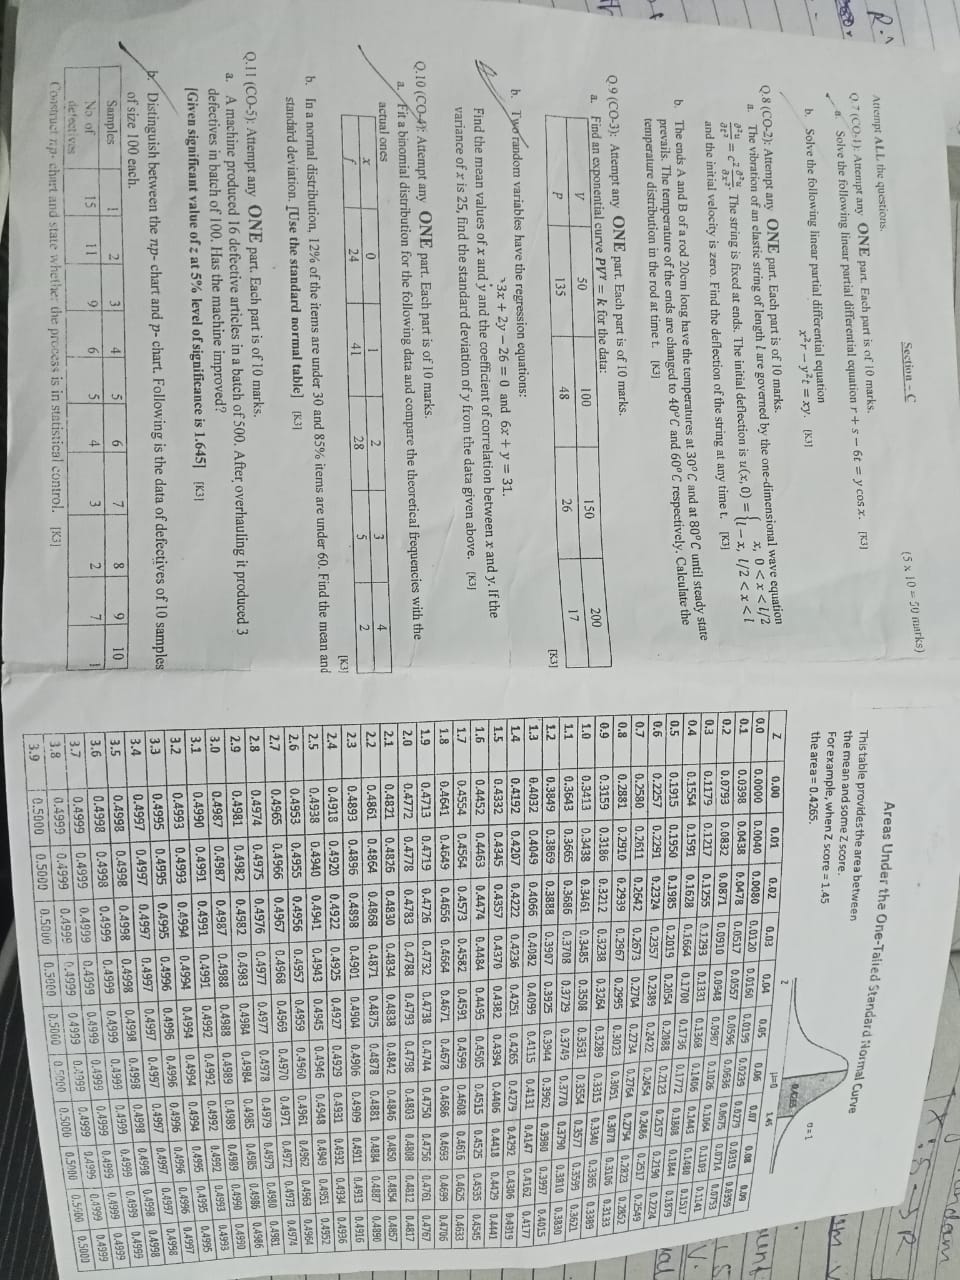 Section – C
Attempt ALL the questions.
(5 x 10 = 50 marks)
Q.7 (CO-1): Attempt any ONE part. Each part is of 10 marks.
a. Solve the following linear partial differential equation r + s − 6t = y cos x. [K3]
b. Solve the following linear partial differential equation
x²r − y²t = xy. [K3]
Q.8 (CO-2): Attempt any ONE part. Each part is of 10 marks.
a. The vibration of an elastic string of length l are governed by the one-dimensional wave equation
∂²u/∂t² = c² ∂²u/∂x². The string is fixed at ends. The initial deflection is u(x, 0) = { x, 0 < x < l/2
l − x, l/2 < x < l
and the initial velocity is zero. Find the deflection of the string at any time t. [K3]
b. The ends A and B of a rod 20cm long have the temperatures at 30°C and at 80°C until steady state
prevails. The temperature of the ends are changed to 40°C and 60°C respectively. Calculate the
temperature distribution in the rod at time t. [K3]
Q.9 (CO-3): Attempt any ONE part. Each part is of 10 marks.
a. Find an exponential curve PVᵞ = k for the data:
V 50 100 150 200
P 135 48 26 17
[K3]
b. Two random variables have the regression equations:
3x + 2y − 26 = 0 and 6x + y = 31.
Find the mean values of x and y and the coefficient of correlation between x and y. If the
variance of x is 25, find the standard deviation of y from the data given above. [K3]
Q.10 (CO-4): Attempt any ONE part. Each part is of 10 marks.
a. Fit a binomial distribution for the following data and compare the theoretical frequencies with the
actual ones
x 0 1 2 3 4
f 24 41 28 5 2
[K3]
b. In a normal distribution, 12% of the items are under 30 and 85% items are under 60. Find the mean and
standard deviation. [Use the standard normal table] [K3]
Q.11 (CO-5): Attempt any ONE part. Each part is of 10 marks.
a. A machine produced 16 defective articles in a batch of 500. After overhauling it produced 3
defectives in batch of 100. Has the machine improved?
[Given significant value of z at 5% level of significance is 1.645] [K3]
b. Distinguish between the np- chart and p- chart. Following is the data of defectives of 10 samples
of size 100 each.
Samples 1 2 3 4 5 6 7 8 9 10
No of defectives 15 11 9 6 5 4 3 2 7 1
Construct np- chart and state whether the process is in statistical control. [K3]
Areas Under the One-Tailed Standard Normal Curve
This table provides the area between
the mean and some Z score.
For example, when Z score = 1.45
the area = 0.4265.
0.4265
σ = 1
μ=0 1.45
Z
Z 0.00 0.01 0.02 0.03 0.04 0.05 0.06 0.07 0.08 0.09
0.0 0.0000 0.0040 0.0080 0.0120 0.0160 0.0199 0.0239 0.0279 0.0319 0.0359
0.1 0.0398 0.0438 0.0478 0.0517 0.0557 0.0596 0.0636 0.0675 0.0714 0.0753
0.2 0.0793 0.0832 0.0871 0.0910 0.0948 0.0987 0.1026 0.1064 0.1103 0.1141
0.3 0.1179 0.1217 0.1255 0.1293 0.1331 0.1368 0.1406 0.1443 0.1480 0.1517
0.4 0.1554 0.1591 0.1628 0.1664 0.1700 0.1736 0.1772 0.1808 0.1844 0.1879
0.5 0.1915 0.1950 0.1985 0.2019 0.2054 0.2088 0.2123 0.2157 0.2190 0.2224
0.6 0.2257 0.2291 0.2324 0.2357 0.2389 0.2422 0.2454 0.2486 0.2517 0.2549
0.7 0.2580 0.2611 0.2642 0.2673 0.2704 0.2734 0.2764 0.2794 0.2823 0.2852
0.8 0.2881 0.2910 0.2939 0.2967 0.2995 0.3023 0.3051 0.3078 0.3106 0.3133
0.9 0.3159 0.3186 0.3212 0.3238 0.3264 0.3289 0.3315 0.3340 0.3365 0.3389
1.0 0.3413 0.3438 0.3461 0.3485 0.3508 0.3531 0.3554 0.3577 0.3599 0.3621
1.1 0.3643 0.3665 0.3686 0.3708 0.3729 0.3749 0.3770 0.3790 0.3810 0.3830
1.2 0.3849 0.3869 0.3888 0.3907 0.3925 0.3944 0.3962 0.3980 0.3997 0.4015
1.3 0.4032 0.4049 0.4066 0.4082 0.4099 0.4115 0.4131 0.4147 0.4162 0.4177
1.4 0.4192 0.4207 0.4222 0.4236 0.4251 0.4265 0.4279 0.4292 0.4306 0.4319
1.5 0.4332 0.4345 0.4357 0.4370 0.4382 0.4394 0.4406 0.4418 0.4429 0.4441
1.6 0.4452 0.4463 0.4474 0.4484 0.4495 0.4505 0.4515 0.4525 0.4535 0.4545
1.7 0.4554 0.4564 0.4573 0.4582 0.4591 0.4599 0.4608 0.4616 0.4625 0.4633
1.8 0.4641 0.4649 0.4656 0.4664 0.4671 0.4678 0.4686 0.4693 0.4699 0.4706
1.9 0.4713 0.4719 0.4726 0.4732 0.4738 0.4744 0.4750 0.4756 0.4761 0.4767
2.0 0.4772 0.4778 0.4783 0.4788 0.4793 0.4798 0.4803 0.4808 0.4812 0.4817
2.1 0.4821 0.4826 0.4830 0.4834 0.4838 0.4842 0.4846 0.4850 0.4854 0.4857
2.2 0.4861 0.4864 0.4868 0.4871 0.4875 0.4878 0.4881 0.4884 0.4887 0.4890
2.3 0.4893 0.4896 0.4898 0.4901 0.4904 0.4906 0.4909 0.4911 0.4913 0.4916
2.4 0.4918 0.4920 0.4922 0.4925 0.4927 0.4929 0.4931 0.4932 0.4934 0.4936
2.5 0.4938 0.4940 0.4941 0.4943 0.4945 0.4946 0.4948 0.4949 0.4951 0.4952
2.6 0.4953 0.4955 0.4956 0.4957 0.4959 0.4960 0.4961 0.4962 0.4963 0.4964
2.7 0.4965 0.4966 0.4967 0.4968 0.4969 0.4970 0.4971 0.4972 0.4973 0.4974
2.8 0.4974 0.4975 0.4976 0.4977 0.4977 0.4978 0.4979 0.4979 0.4980 0.4981
2.9 0.4981 0.4982 0.4982 0.4983 0.4984 0.4984 0.4985 0.4985 0.4986 0.4986
3.0 0.4987 0.4987 0.4987 0.4988 0.4988 0.4989 0.4989 0.4989 0.4990 0.4990
3.1 0.4990 0.4991 0.4991 0.4991 0.4992 0.4992 0.4992 0.4992 0.4993 0.4993
3.2 0.4993 0.4993 0.4994 0.4994 0.4994 0.4994 0.4994 0.4995 0.4995 0.4995
3.3 0.4995 0.4995 0.4995 0.4996 0.4996 0.4996 0.4996 0.4996 0.4996 0.4997
3.4 0.4997 0.4997 0.4997 0.4997 0.4997 0.4997 0.4997 0.4997 0.4997 0.4998
3.5 0.4998 0.4998 0.4998 0.4998 0.4998 0.4998 0.4998 0.4998 0.4998 0.4998
3.6 0.4998 0.4998 0.4999 0.4999 0.4999 0.4999 0.4999 0.4999 0.4999 0.4999
3.7 0.4999 0.4999 0.4999 0.4999 0.4999 0.4999 0.4999 0.4999 0.4999 0.4999
3.8 0.4999 0.4999 0.4999 0.4999 0.4999 0.4999 0.4999 0.4999 0.4999 0.4999
3.9 0.5000 0.5000 0.5000 0.5000 0.5000 0.5000 0.5000 0.5000 0.5000 0.5000